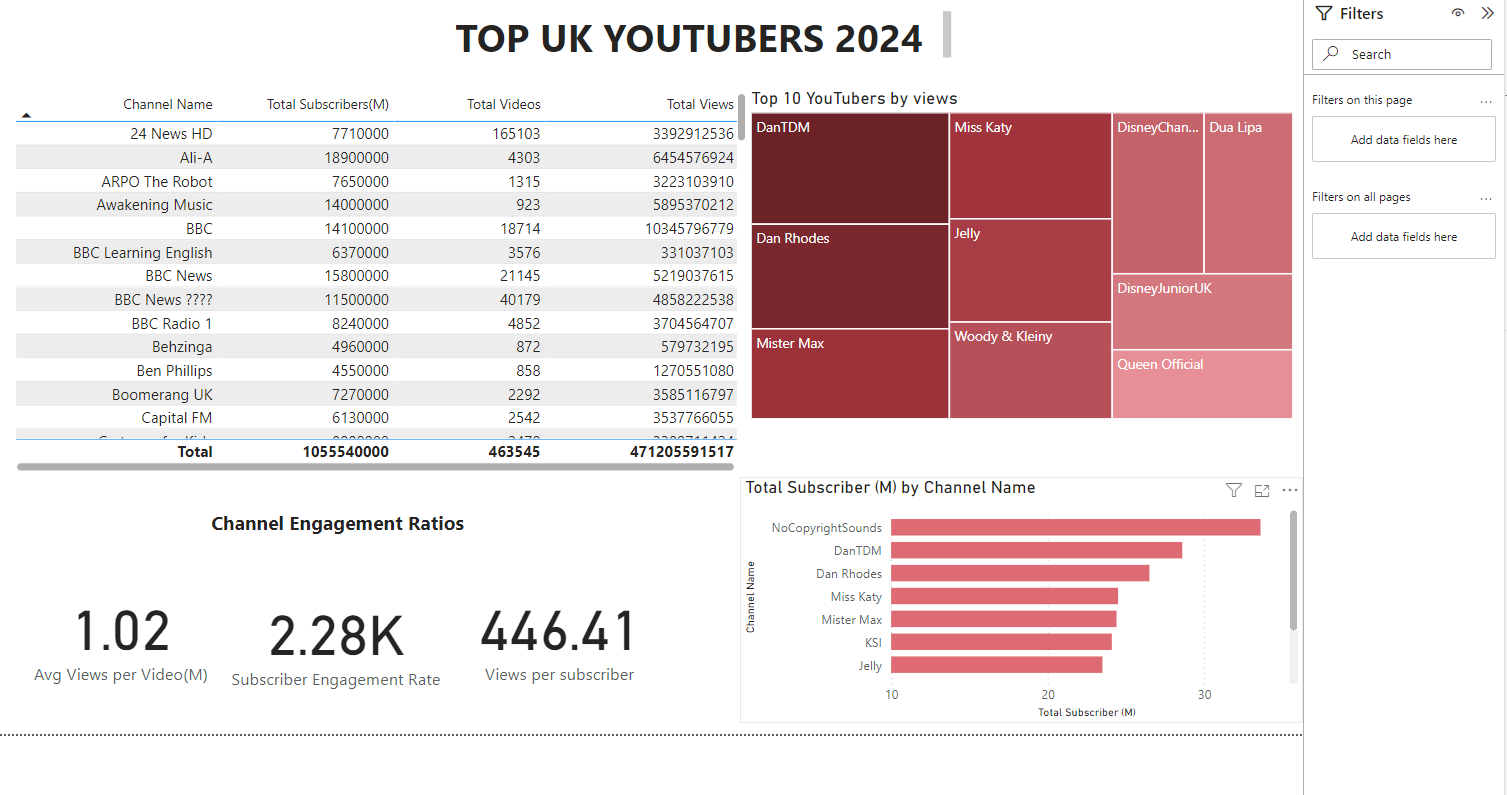 TOP UK YOUTUBERS 2024
Channel Name Total Subscribers(M) Total Videos Total Views
24 News HD 7710000 165103 3392912536
Ali-A 18900000 4303 6454576924
ARPO The Robot 7650000 1315 3223103910
Awakening Music 14000000 923 5895370212
BBC 14100000 18714 10345796779
BBC Learning English 6370000 3576 331037103
BBC News 15800000 21145 5219037615
BBC News ???? 11500000 40179 4858222538
BBC Radio 1 8240000 4852 3704564707
Behzinga 4960000 872 579732195
Ben Phillips 4550000 858 1270551080
Boomerang UK 7270000 2292 3585116797
Capital FM 6130000 2542 3537766055
Total 1055540000 463545 471205591517
Top 10 YouTubers by views
DanTDM
Miss Katy
DisneyChan...
Dua Lipa
Dan Rhodes
Jelly
DisneyJuniorUK
Mister Max
Woody & Kleiny
Queen Official
Channel Engagement Ratios
1.02
Avg Views per Video(M)
2.28K
Subscriber Engagement Rate
446.41
Views per subscriber
Total Subscriber (M) by Channel Name
Channel Name
NoCopyrightSounds
DanTDM
Dan Rhodes
Miss Katy
Mister Max
KSI
Jelly
10 20 30
Total Subscriber (M)
Filters
Search
Filters on this page ...
Add data fields here
Filters on all pages ...
Add data fields here